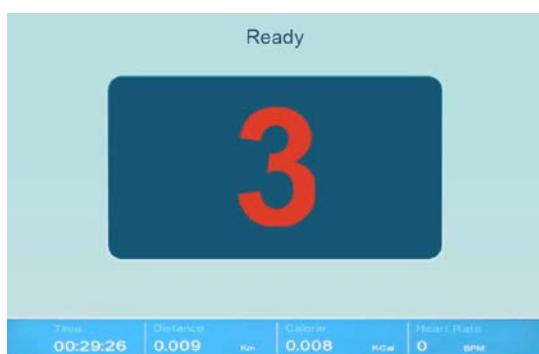 Ready
3
Time Distance Calorie Heart Rate
00:29:26 0.009 Km 0.008 KCal 0 BPM